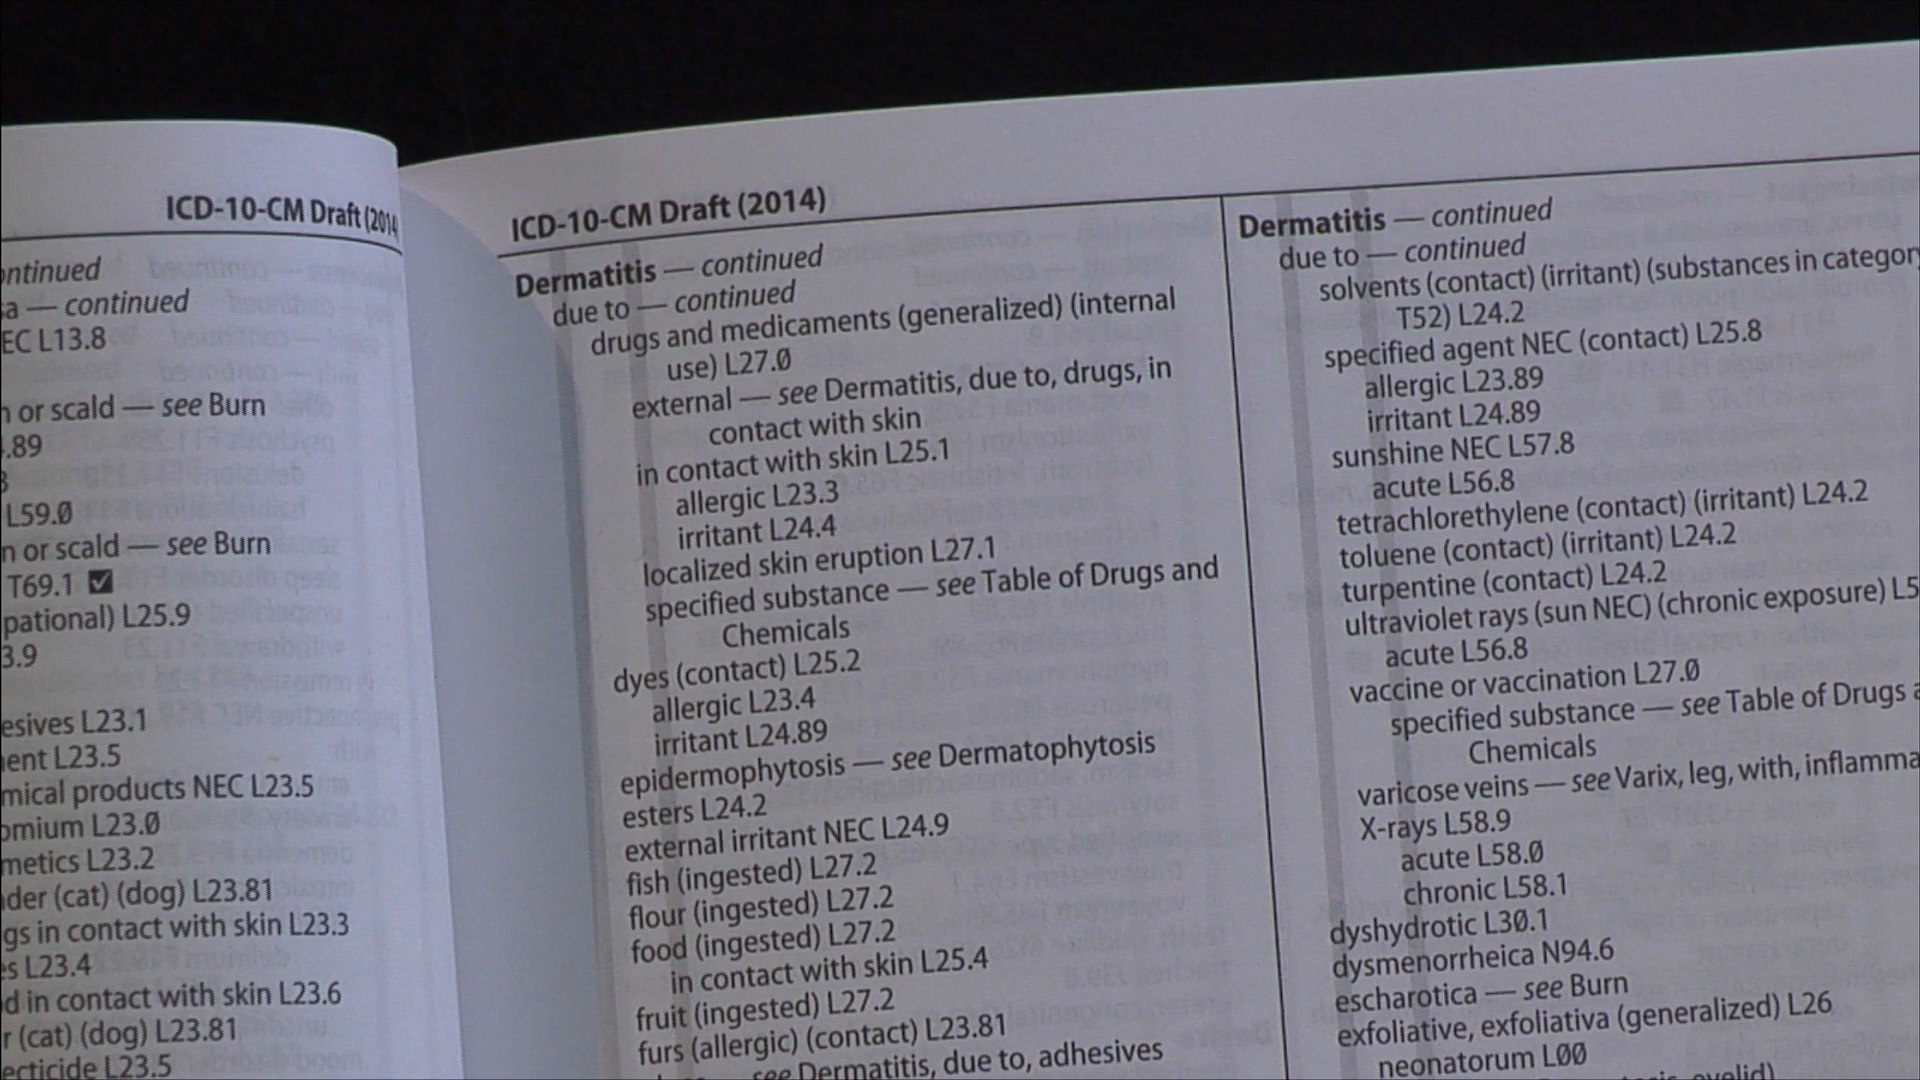 ICD-10-CM Draft (2014
ontinued
a — continued
EC L13.8
n or scald — see Burn
.89
L59.0
n or scald — see Burn
T69.1 ☑
pational) L25.9
3.9
esives L23.1
ent L23.5
mical products NEC L23.5
omium L23.0
metics L23.2
der (cat) (dog) L23.81
gs in contact with skin L23.3
es L23.4
d in contact with skin L23.6
r (cat) (dog) L23.81
ecticide L23.5
ICD-10-CM Draft (2014)
Dermatitis — continued
due to — continued
drugs and medicaments (generalized) (internal
use) L27.0
external — see Dermatitis, due to, drugs, in
contact with skin
in contact with skin L25.1
allergic L23.3
irritant L24.4
localized skin eruption L27.1
specified substance — see Table of Drugs and
Chemicals
dyes (contact) L25.2
allergic L23.4
irritant L24.89
epidermophytosis — see Dermatophytosis
esters L24.2
external irritant NEC L24.9
fish (ingested) L27.2
flour (ingested) L27.2
food (ingested) L27.2
in contact with skin L25.4
fruit (ingested) L27.2
furs (allergic) (contact) L23.81
see Dermatitis, due to, adhesives
Dermatitis — continued
due to — continued
solvents (contact) (irritant) (substances in category
T52) L24.2
specified agent NEC (contact) L25.8
allergic L23.89
irritant L24.89
sunshine NEC L57.8
acute L56.8
tetrachlorethylene (contact) (irritant) L24.2
toluene (contact) (irritant) L24.2
turpentine (contact) L24.2
ultraviolet rays (sun NEC) (chronic exposure) L5
acute L56.8
vaccine or vaccination L27.0
specified substance — see Table of Drugs a
Chemicals
varicose veins — see Varix, leg, with, inflamma
X-rays L58.9
acute L58.0
chronic L58.1
dyshydrotic L30.1
dysmenorrheica N94.6
escharotica — see Burn
exfoliative, exfoliativa (generalized) L26
neonatorum L00